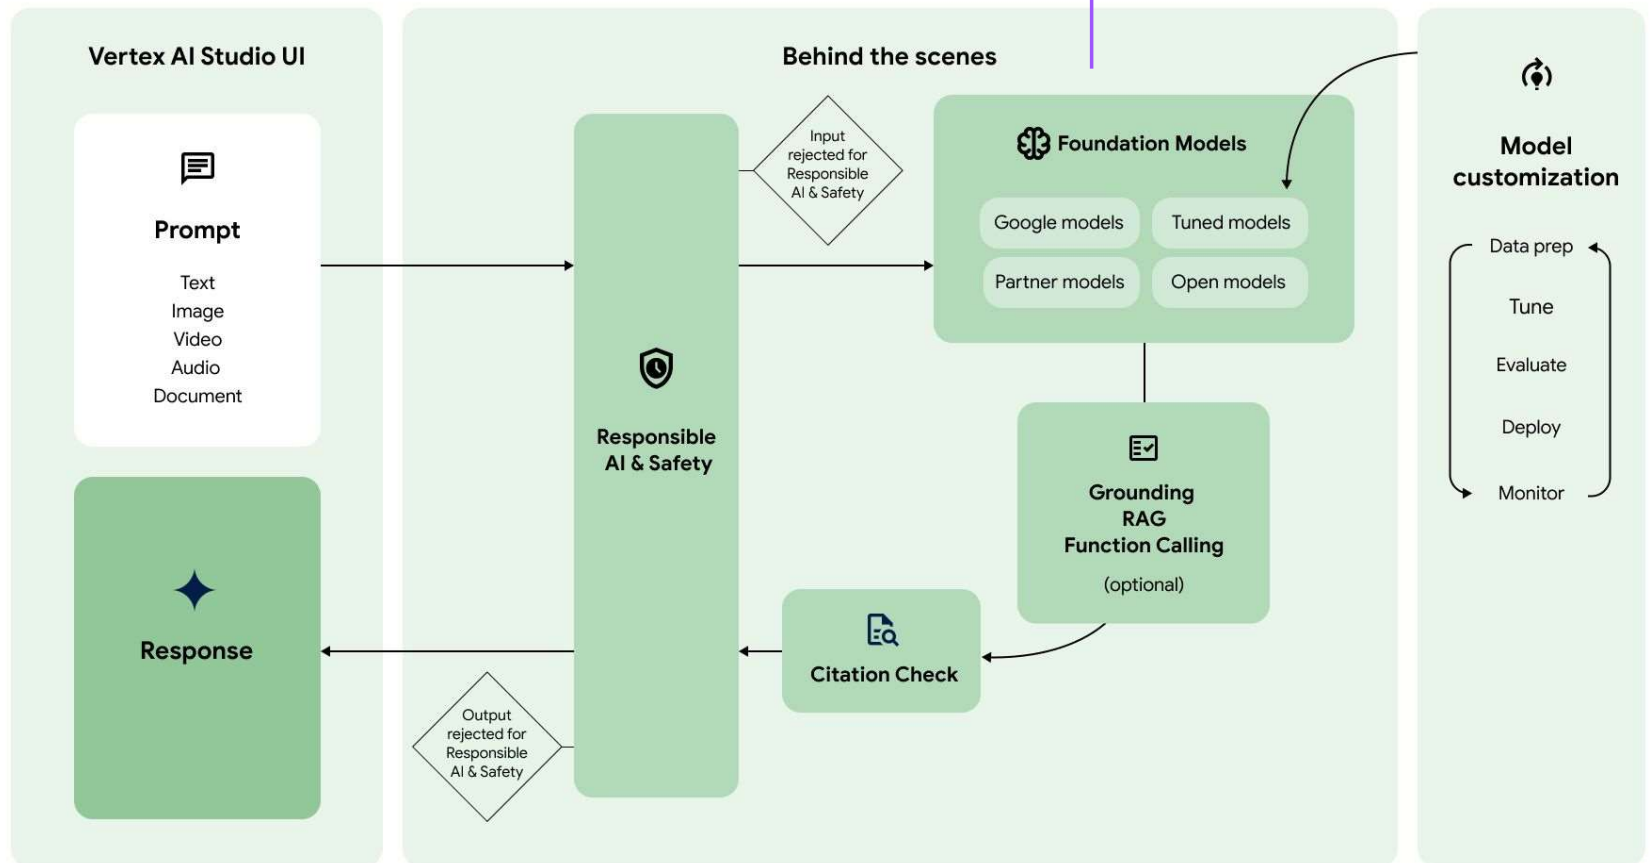 Vertex AI Studio UI
Prompt
Text
Image
Video
Audio
Document
Response
Behind the scenes
Responsible
AI & Safety
Input
rejected for
Responsible
AI & Safety
Foundation Models
Google models
Tuned models
Partner models
Open models
Grounding
RAG
Function Calling
(optional)
Citation Check
Output
rejected for
Responsible
AI & Safety
Model
customization
Data prep
Tune
Evaluate
Deploy
Monitor